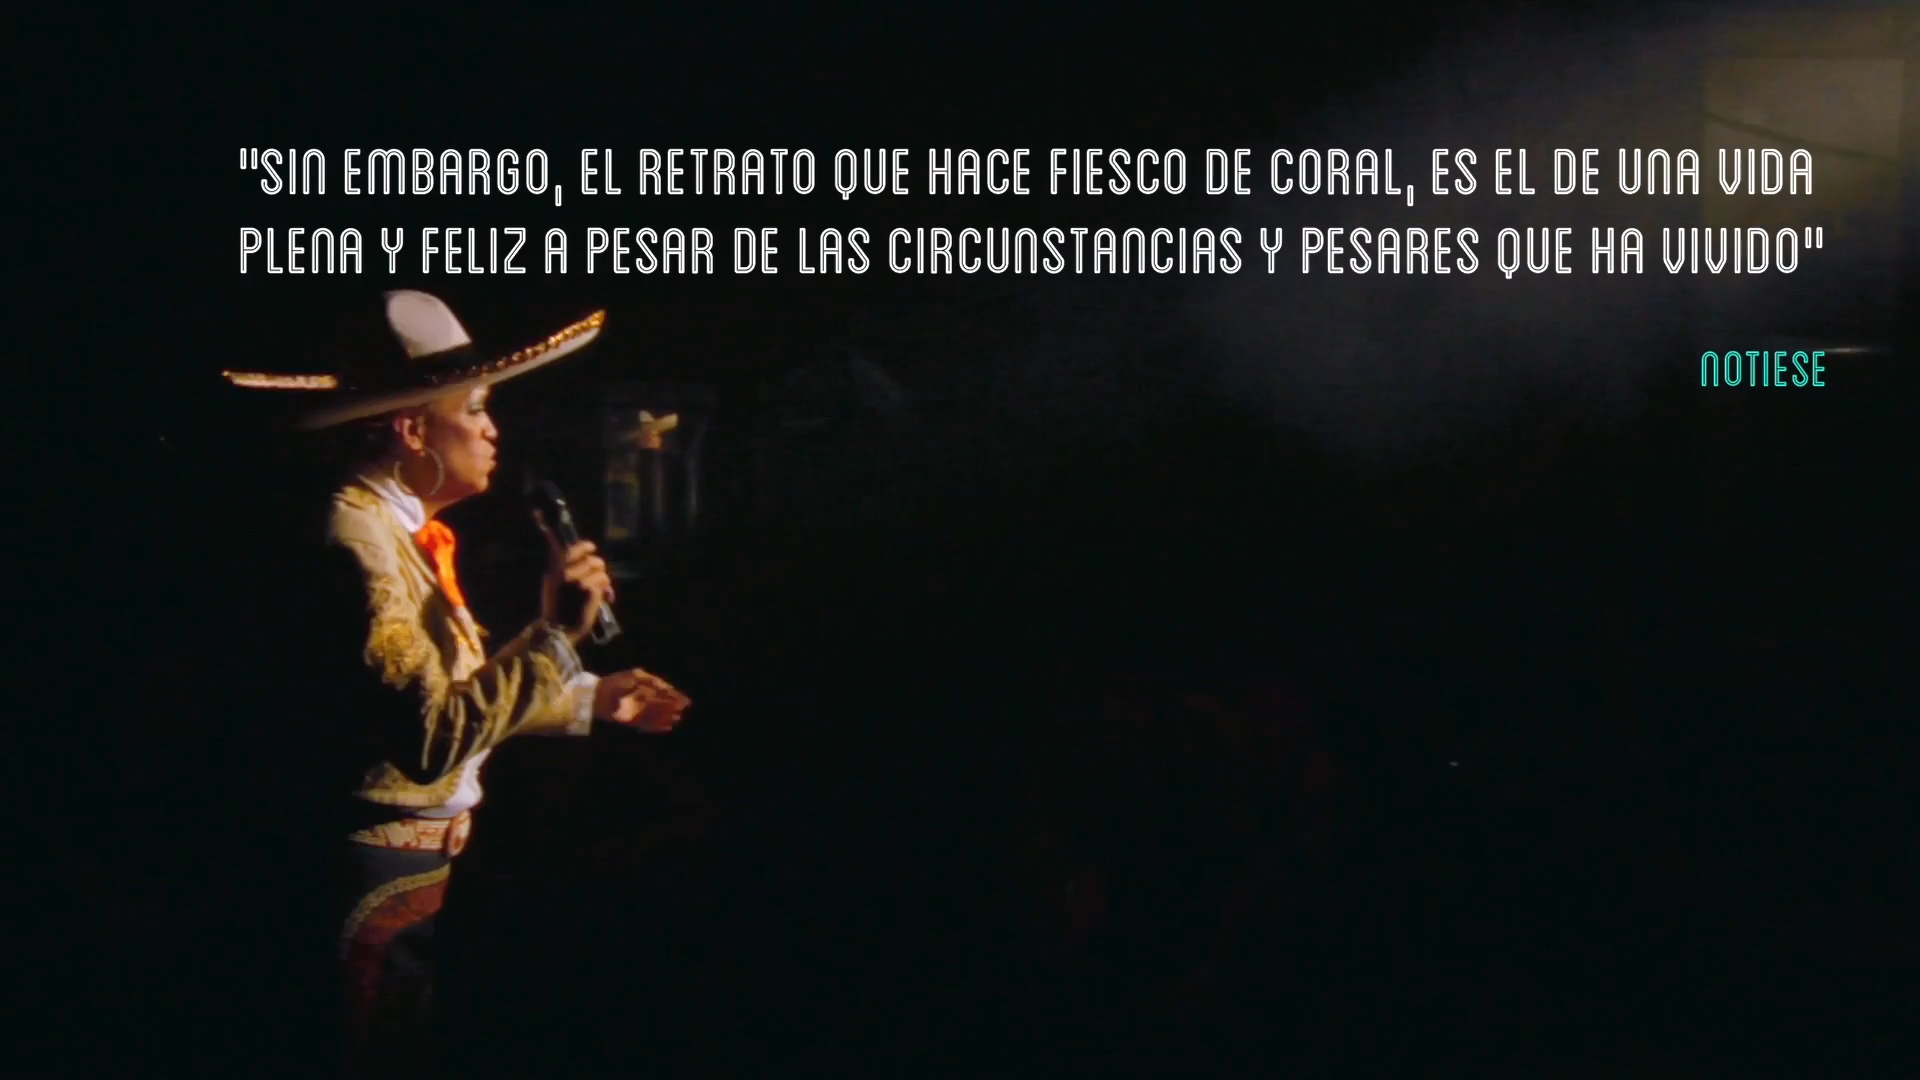 "SIN EMBARGO, EL RETRATO QUE HACE FIESCO DE CORAL, ES EL DE UNA VIDA
PLENA Y FELIZ A PESAR DE LAS CIRCUNSTANCIAS Y PESARES QUE HA VIVIDO"
NOTIESE